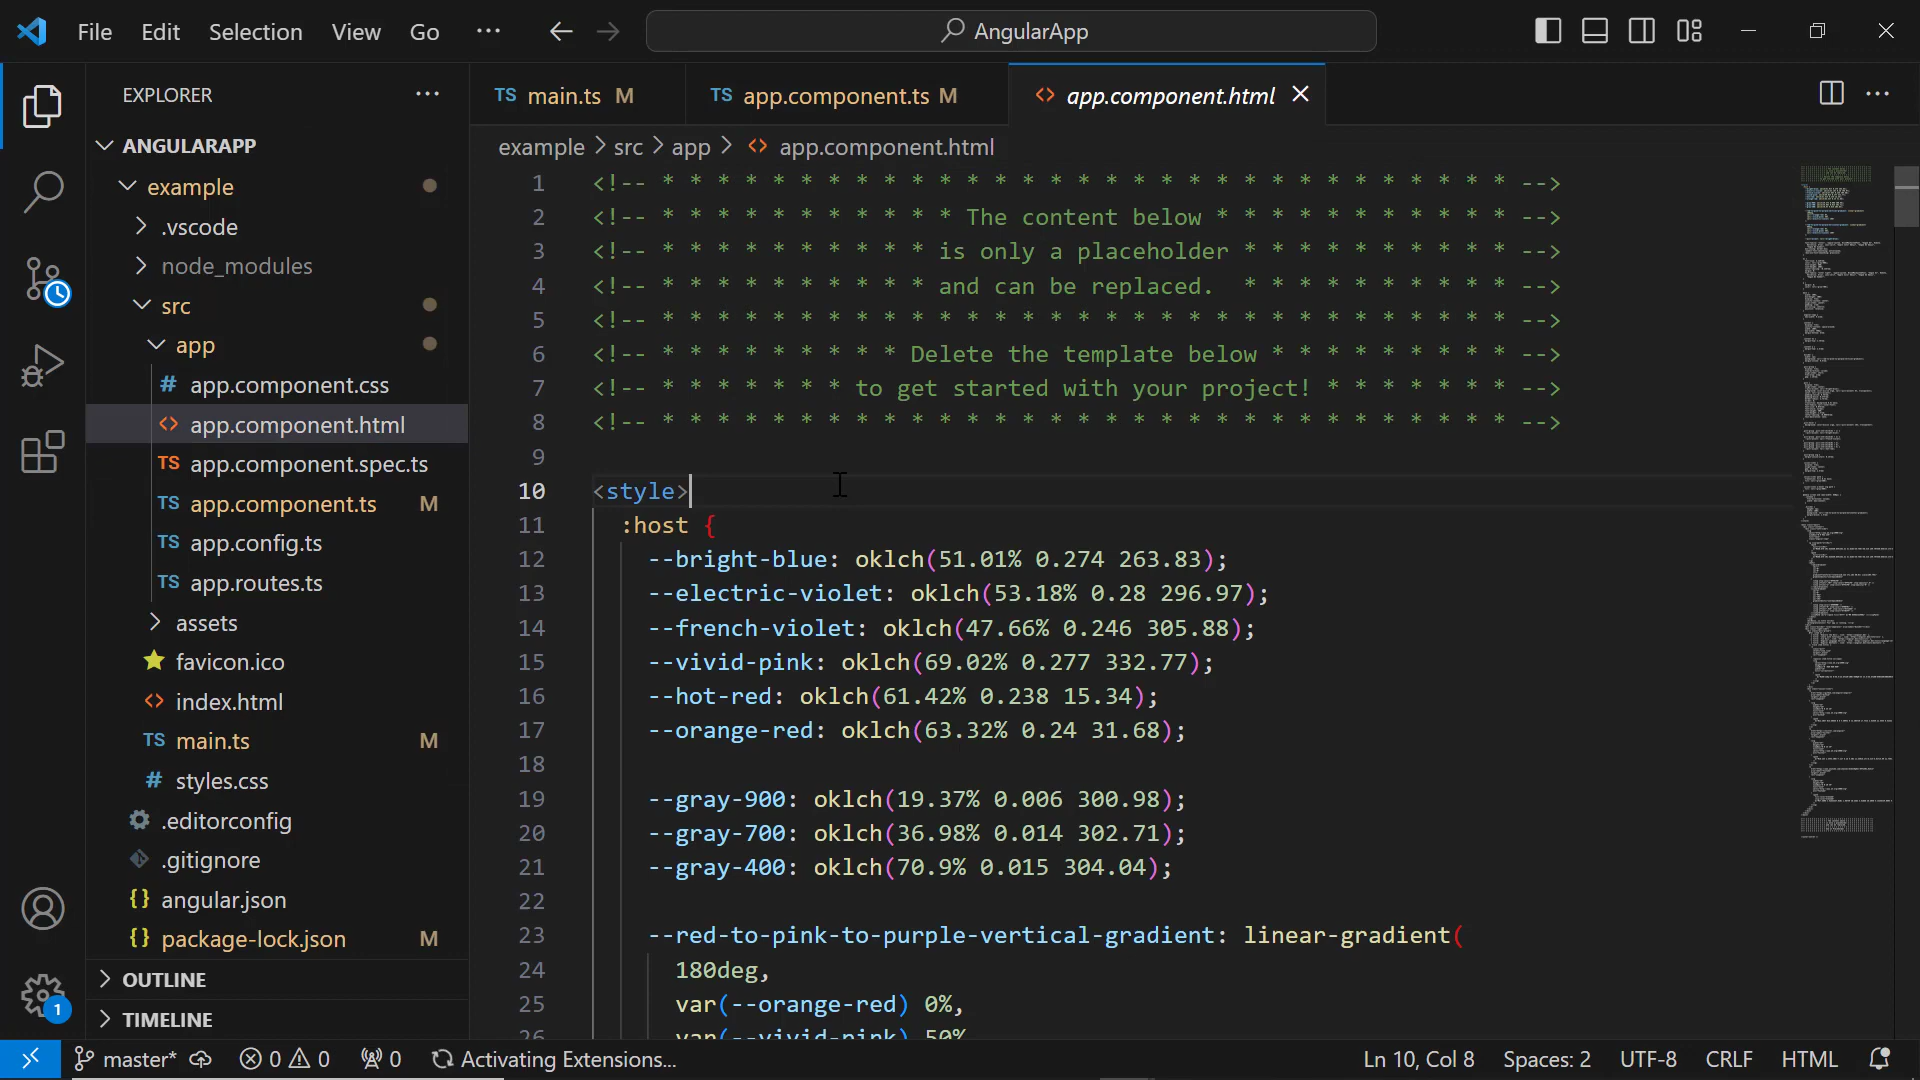 File Edit Selection View Go ··· AngularApp
EXPLORER ···
ANGULARAPP
example
.vscode
node_modules
src
app
# app.component.css
<> app.component.html
TS app.component.spec.ts
TS app.component.ts M
TS app.config.ts
TS app.routes.ts
assets
favicon.ico
<> index.html
TS main.ts M
# styles.css
.editorconfig
.gitignore
{} angular.json
{} package-lock.json M
OUTLINE
TIMELINE
1
TS main.ts M TS app.component.ts M <> app.component.html
example > src > app > <> app.component.html
1 <!-- * * * * * * * * * * * * * * * * * * * * * * * * * * * * * * * -->
2 <!-- * * * * * * * * * * * The content below * * * * * * * * * * * -->
3 <!-- * * * * * * * * * * is only a placeholder * * * * * * * * * * -->
4 <!-- * * * * * * * * * * and can be replaced.  * * * * * * * * * * -->
5 <!-- * * * * * * * * * * * * * * * * * * * * * * * * * * * * * * * -->
6 <!-- * * * * * * * * * Delete the template below * * * * * * * * * -->
7 <!-- * * * * * * * to get started with your project! * * * * * * * -->
8 <!-- * * * * * * * * * * * * * * * * * * * * * * * * * * * * * * * -->
9
10 <style>
11 :host {
12 --bright-blue: oklch(51.01% 0.274 263.83);
13 --electric-violet: oklch(53.18% 0.28 296.97);
14 --french-violet: oklch(47.66% 0.246 305.88);
15 --vivid-pink: oklch(69.02% 0.277 332.77);
16 --hot-red: oklch(61.42% 0.238 15.34);
17 --orange-red: oklch(63.32% 0.24 31.68);
18
19 --gray-900: oklch(19.37% 0.006 300.98);
20 --gray-700: oklch(36.98% 0.014 302.71);
21 --gray-400: oklch(70.9% 0.015 304.04);
22
23 --red-to-pink-to-purple-vertical-gradient: linear-gradient(
24 180deg,
25 var(--orange-red) 0%,
26 var(--vivid-pink) 50%
master* 0 0 0 Activating Extensions... Ln 10, Col 8 Spaces: 2 UTF-8 CRLF HTML